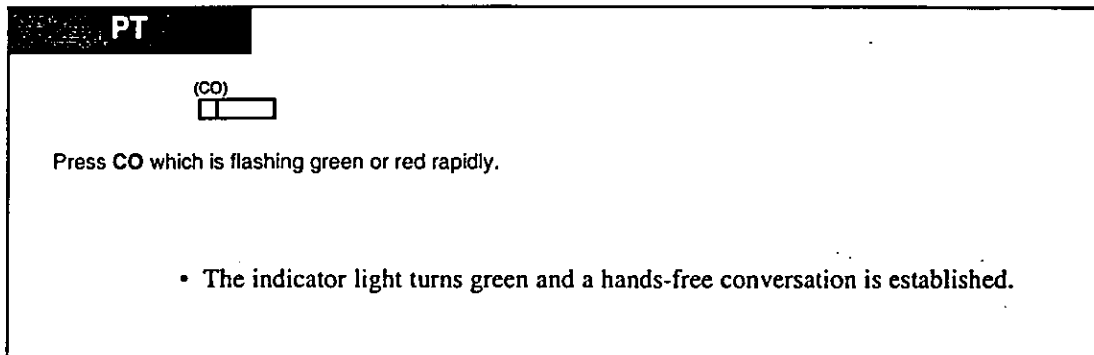 PT
(CO)
Press CO which is flashing green or red rapidly.
• The indicator light turns green and a hands-free conversation is established.